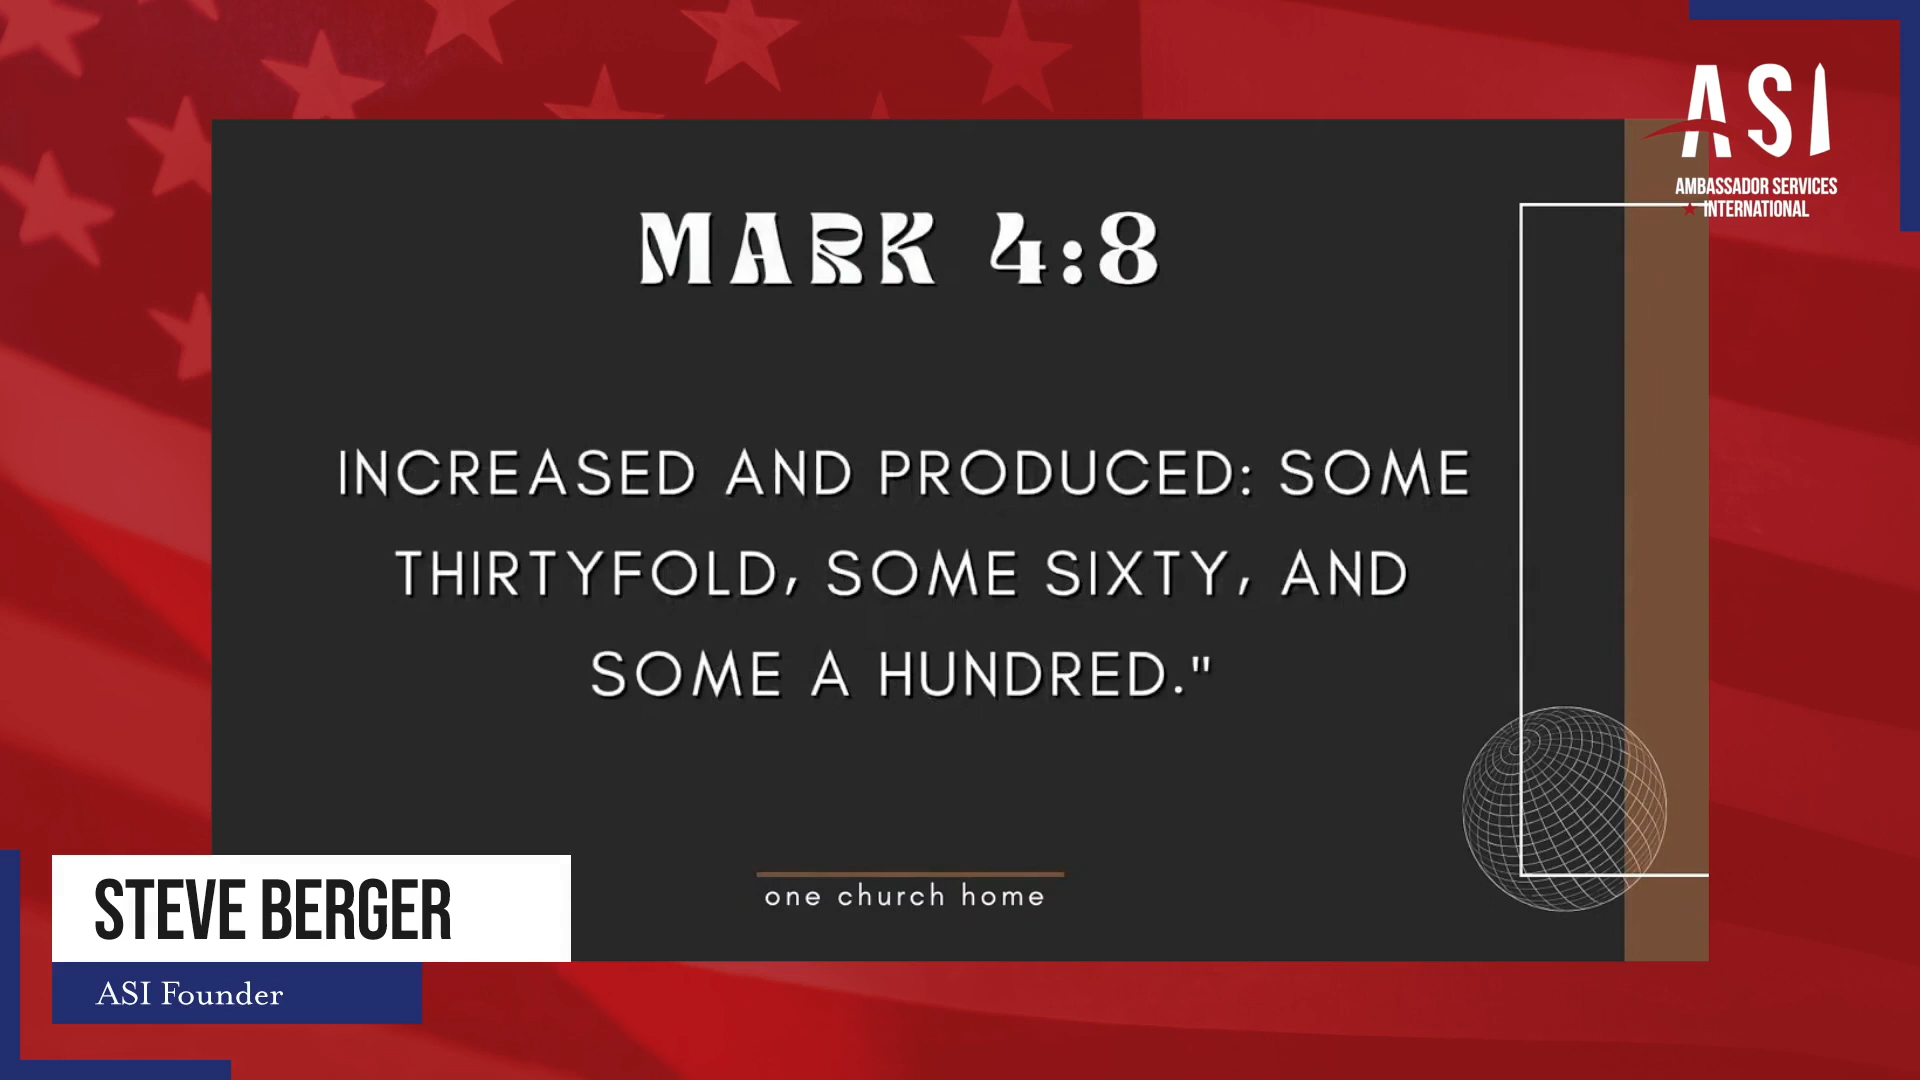 ASI
AMBASSADOR SERVICES
INTERNATIONAL
MARK 4:8
INCREASED AND PRODUCED: SOME
THIRTYFOLD, SOME SIXTY, AND
SOME A HUNDRED."
one church home
STEVE BERGER
ASI Founder